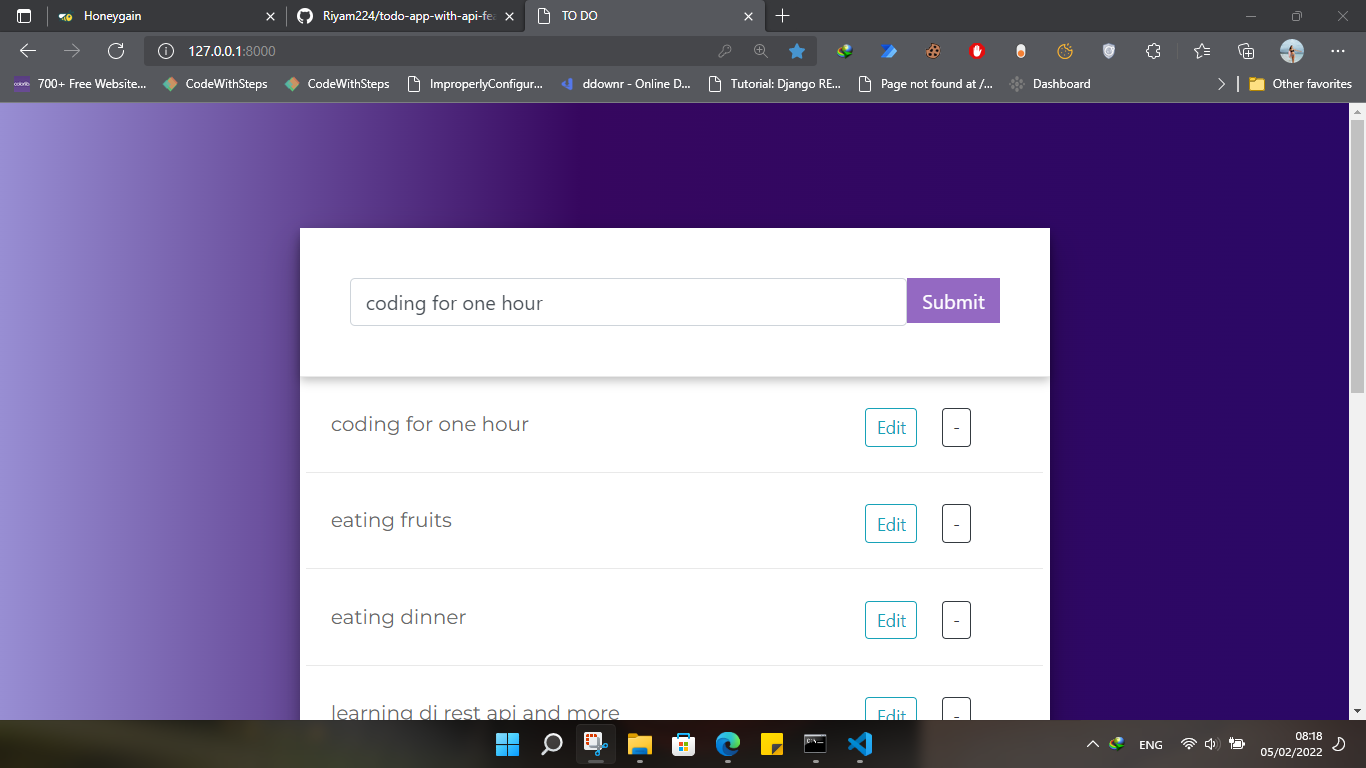 Honeygain
Riyam224/todo-app-with-api-fea
TO DO
127.0.0.1:8000
700+ Free Website...
CodeWithSteps
CodeWithSteps
ImproperlyConfigur...
ddownr - Online D...
Tutorial: Django RE...
Page not found at /...
Dashboard
Other favorites
coding for one hour
Submit
coding for one hour
Edit
-
eating fruits
Edit
-
eating dinner
Edit
-
learning dj rest api and more
Edit
-
ENG
08:18
05/02/2022